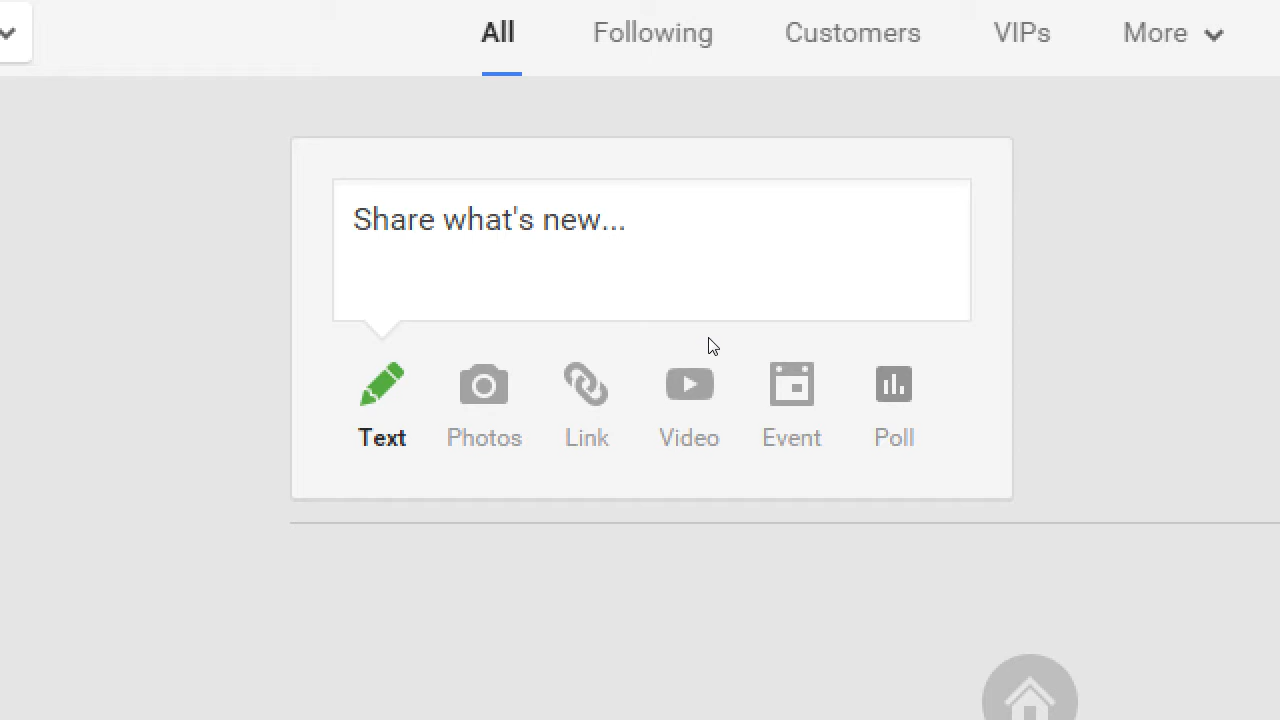 All Following Customers VIPs More
Share what's new...
Text Photos Link Video Event Poll